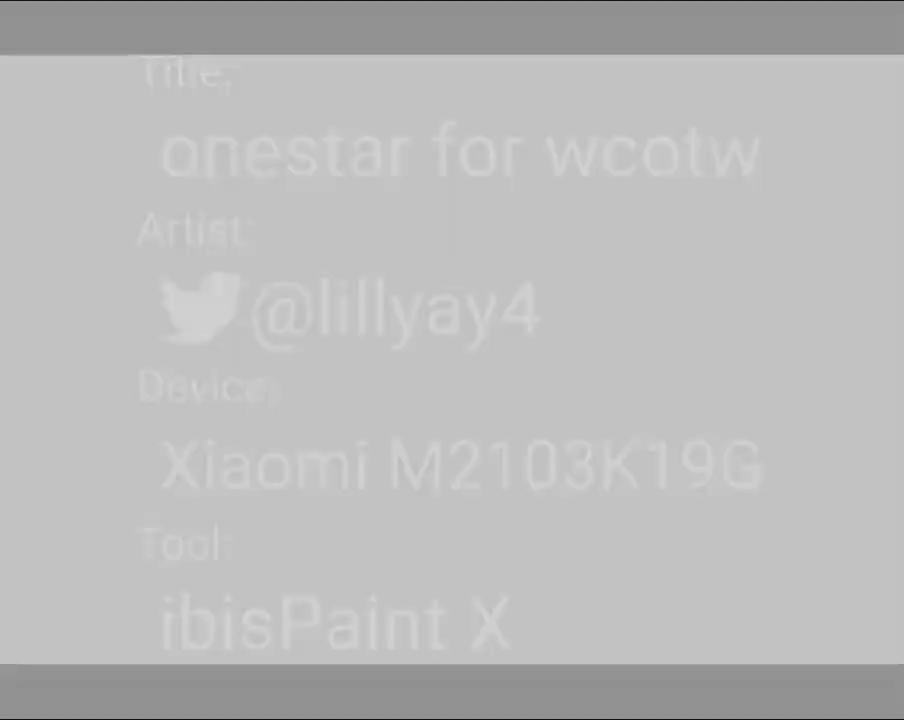 Title:
onestar for wcotw
Artist:
@lillyay4
Device:
Xiaomi M2103K19G
Tool:
ibisPaint X